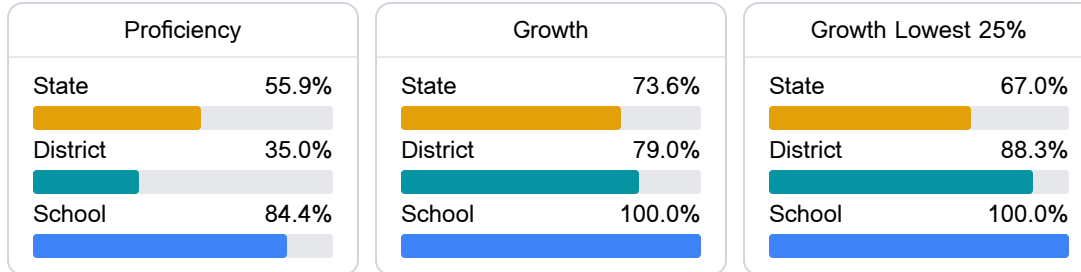 Proficiency
State 55.9%
District 35.0%
School 84.4%
Growth
State 73.6%
District 79.0%
School 100.0%
Growth Lowest 25%
State 67.0%
District 88.3%
School 100.0%